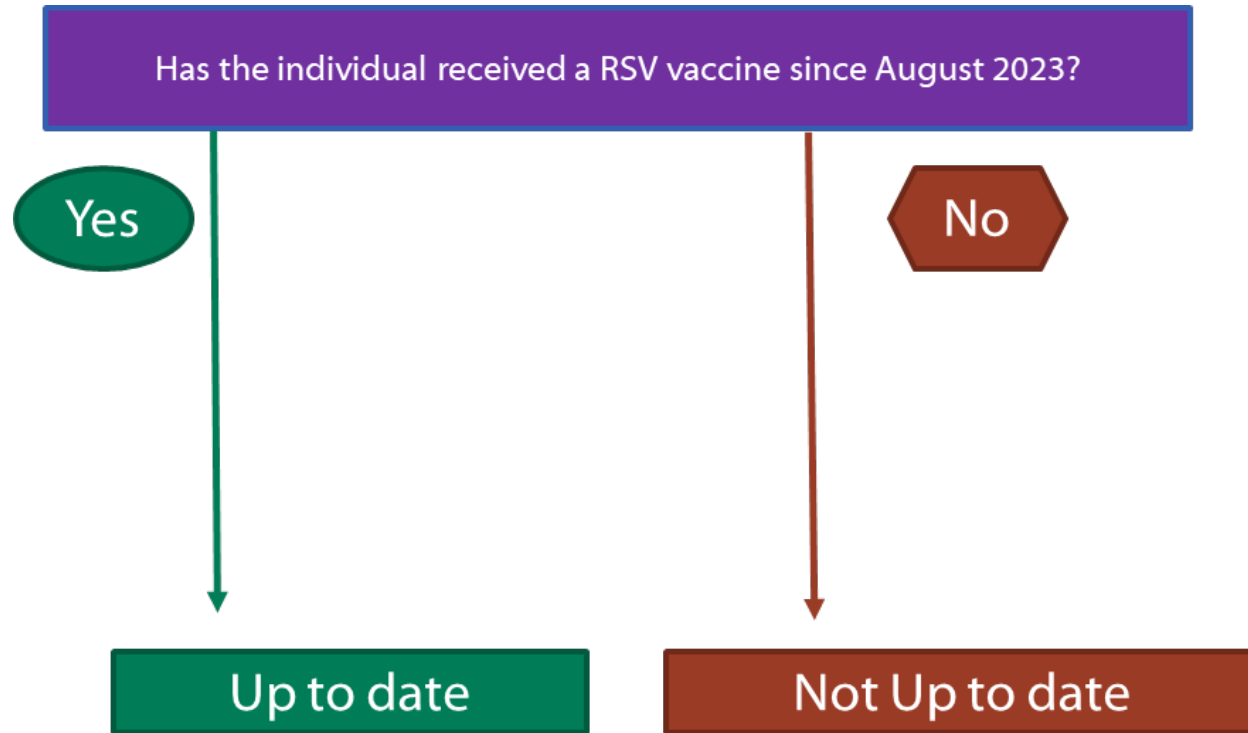 Has the individual received a RSV vaccine since August 2023?
Yes
No
Up to date
Not Up to date